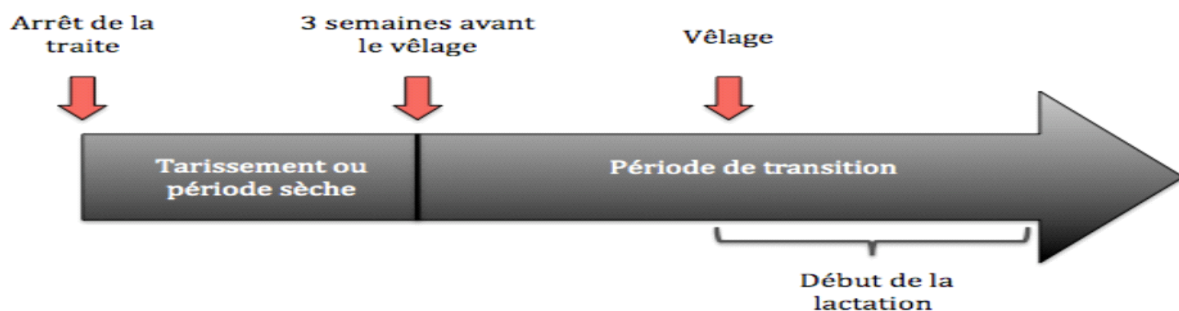 Arrêt de la
traite
3 semaines avant
le vêlage
Vêlage
Tarissement ou
période sèche
Période de transition
Début de la
lactation